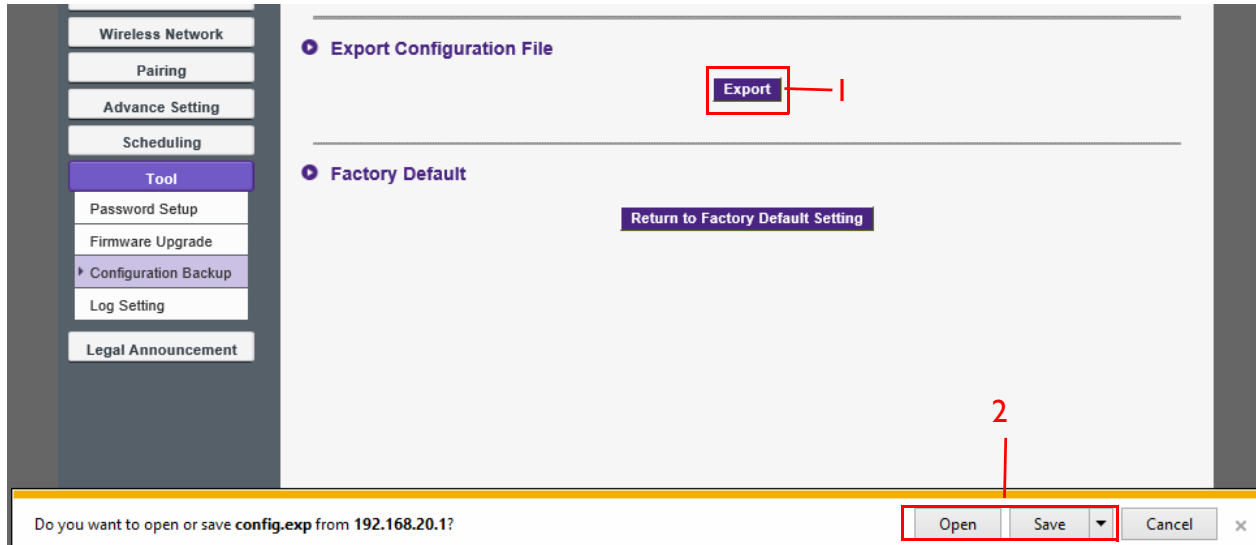 Wireless Network
Pairing
Advance Setting
Scheduling
Tool
Password Setup
Firmware Upgrade
Configuration Backup
Log Setting
Legal Announcement
Export Configuration File
Export
1
Factory Default
Return to Factory Default Setting
2
Do you want to open or save config.exp from 192.168.20.1?
Open
Save
Cancel